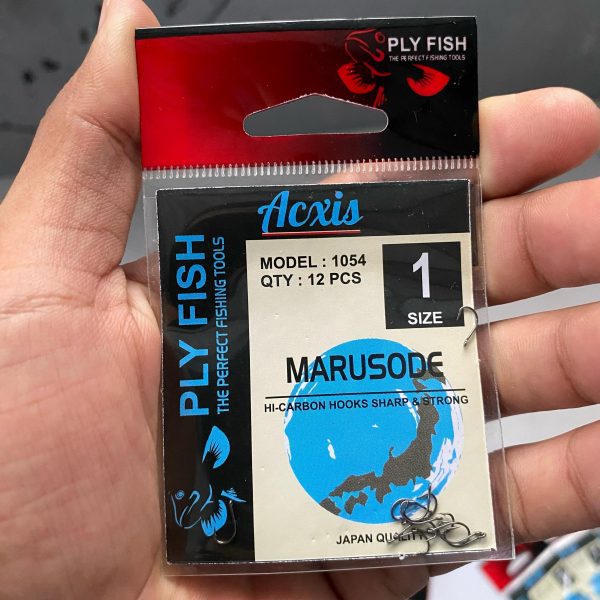 PLY FISH
THE PERFECT FISHING TOOLS
Acxis
MODEL : 1054
QTY : 12 PCS
1
SIZE
PLY FISH
THE PERFECT FISHING TOOLS
MARUSODE
HI-CARBON HOOKS SHARP & STRONG
JAPAN